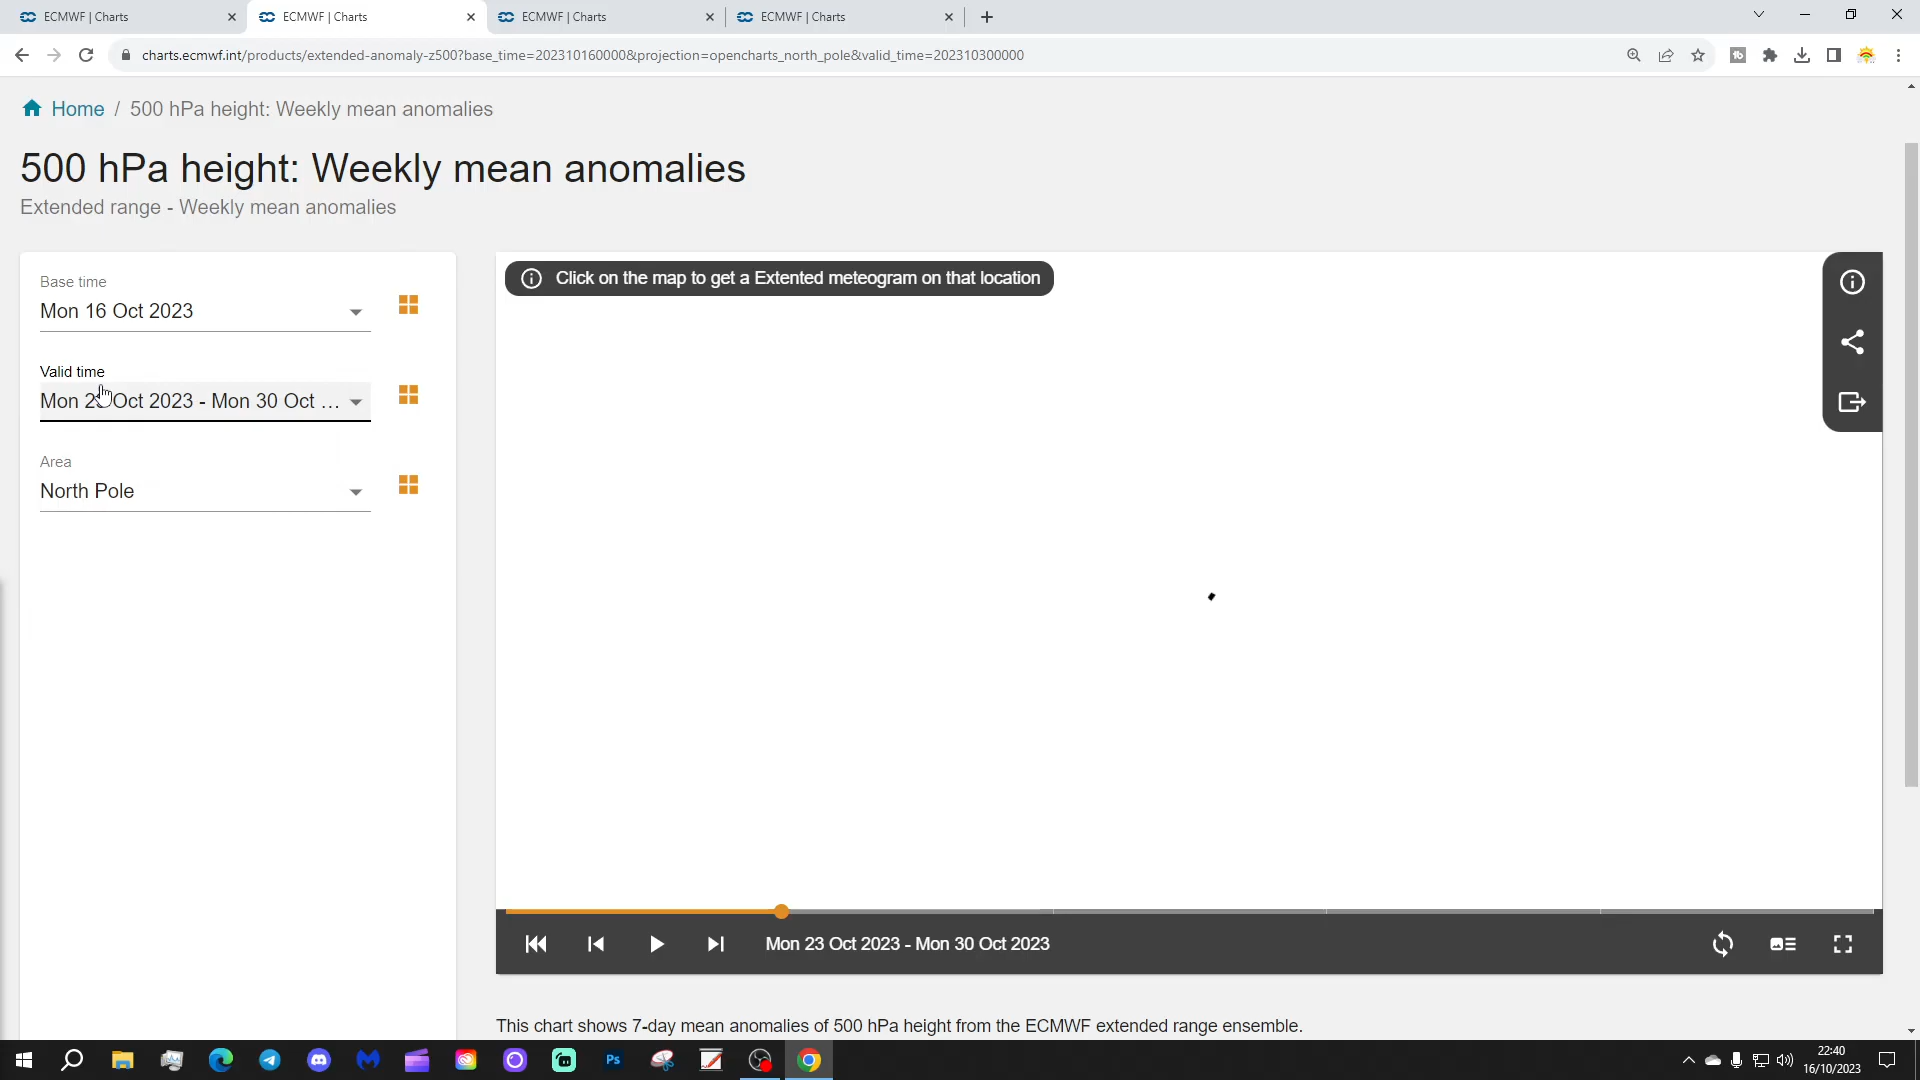 ECMWF | Charts
ECMWF | Charts
ECMWF | Charts
ECMWF | Charts
charts.ecmwf.int/products/extended-anomaly-z500?base_time=202310160000&projection=opencharts_north_pole&valid_time=202310300000
Home / 500 hPa height: Weekly mean anomalies
500 hPa height: Weekly mean anomalies
Extended range - Weekly mean anomalies
Base time
Mon 16 Oct 2023
Valid time
Mon 23 Oct 2023 - Mon 30 Oct ...
Area
North Pole
Click on the map to get a Extented meteogram on that location
Mon 23 Oct 2023 - Mon 30 Oct 2023
This chart shows 7-day mean anomalies of 500 hPa height from the ECMWF extended range ensemble.
Ps
22:40
16/10/2023